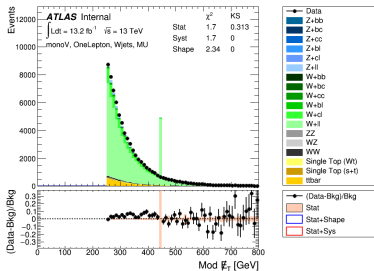 Events
ATLAS Internal
∫Ldt = 13.2 fb⁻¹ √s = 13 TeV
monoV, OneLepton, Wjets, MU
χ² KS
Stat 1.7 0.313
Syst 1.7 0
Shape 2.34 0
12000
10000
8000
6000
4000
2000
0
Data
Z+bb
Z+bc
Z+cc
Z+bl
Z+cl
Z+ll
W+bb
W+bc
W+cc
W+bl
W+cl
W+ll
ZZ
WZ
WW
Single Top (Wt)
Single Top (s+t)
ttbar
(Data-Bkg)/Bkg
0.3
0.2
0.1
0
−0.1
−0.2
−0.3
0 100 200 300 400 500 600 700 800
Mod E̸T [GeV]
(Data-Bkg)/Bkg
Stat
Stat+Shape
Stat+Sys